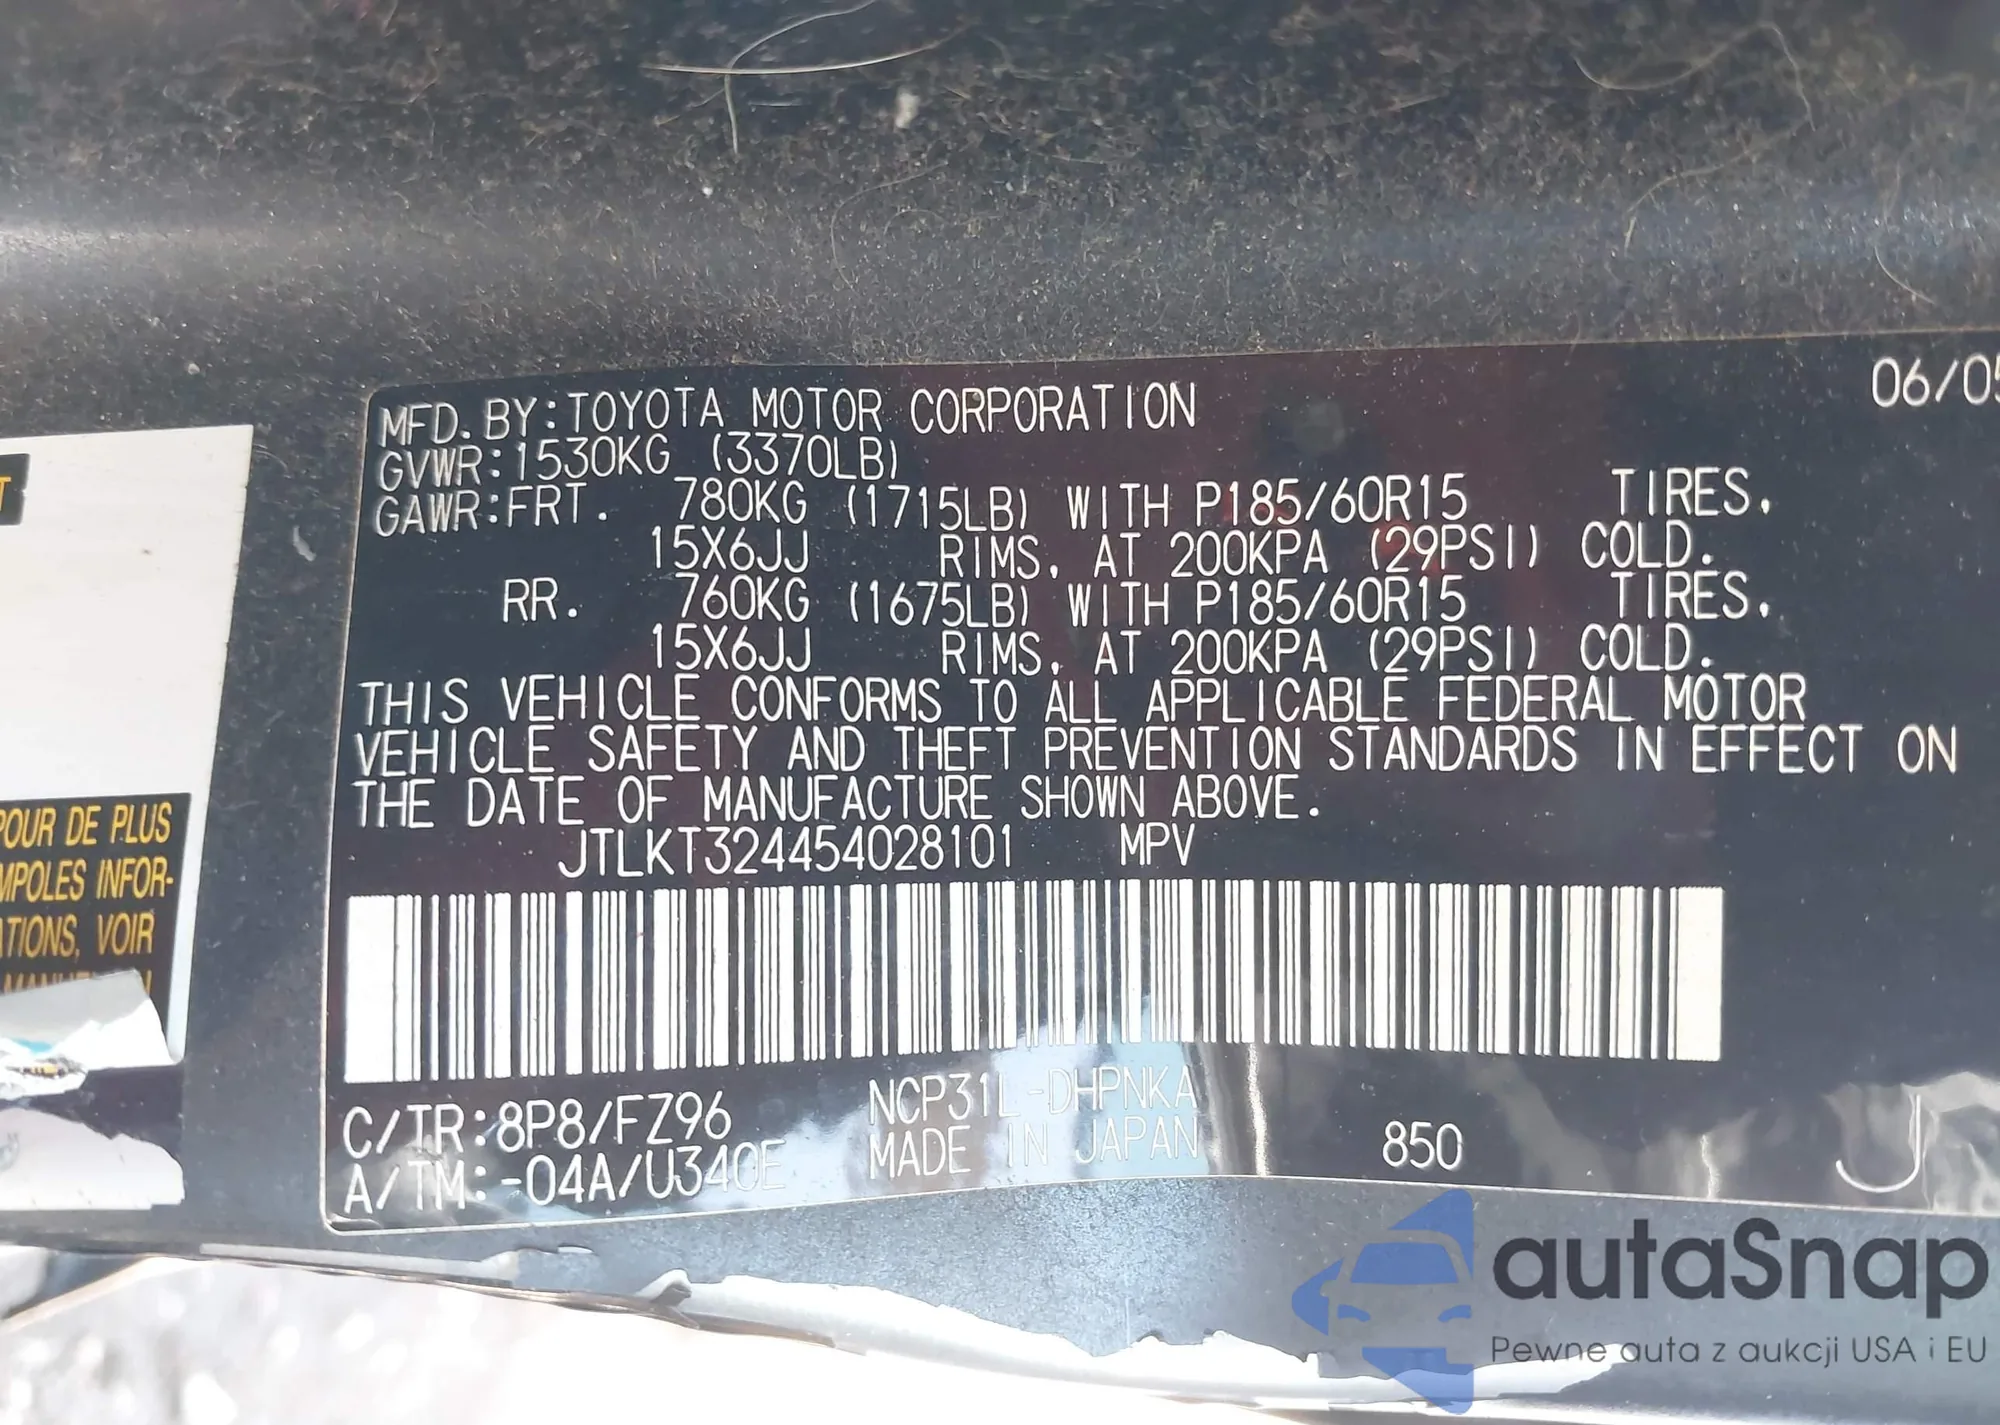 06/05
MFD. BY:TOYOTA MOTOR CORPORATION
GVWR:1530KG (3370LB)
GAWR:FRT. 780KG (1715LB) WITH P185/60R15 TIRES,
15X6JJ RIMS, AT 200KPA (29PSI) COLD.
RR. 760KG (1675LB) WITH P185/60R15 TIRES,
15X6JJ RIMS, AT 200KPA (29PSI) COLD.
THIS VEHICLE CONFORMS TO ALL APPLICABLE FEDERAL MOTOR
VEHICLE SAFETY AND THEFT PREVENTION STANDARDS IN EFFECT ON
THE DATE OF MANUFACTURE SHOWN ABOVE.
JTLKT324454028101 MPV
C/TR:8P8/FZ96 NCP31L-DHPNKA
A/TM:-04A/U340E MADE IN JAPAN 850 J
T
POUR DE PLUS
MPOLES INFOR-
ATIONS, VOIR
autaSnap
Pewne auta z aukcji USA i EU